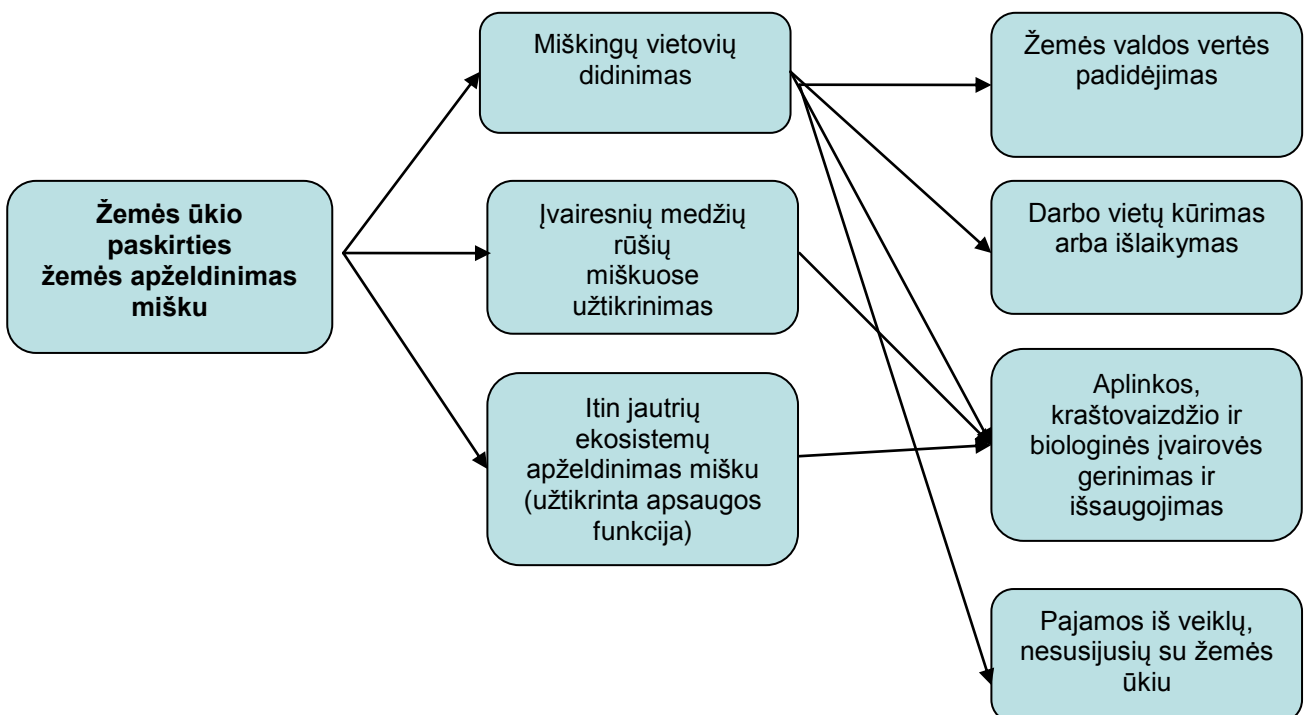 Žemės ūkio
paskirties
žemės apželdinimas
mišku
Miškingų vietovių
didinimas
Įvairesnių medžių
rūšių
miškuose
užtikrinimas
Itin jautrių
ekosistemų
apželdinimas mišku
(užtikrinta apsaugos
funkcija)
Žemės valdos vertės
padidėjimas
Darbo vietų kūrimas
arba išlaikymas
Aplinkos,
kraštovaizdžio ir
biologinės įvairovės
gerinimas ir
išsaugojimas
Pajamos iš veiklų,
nesusijusių su žemės
ūkiu